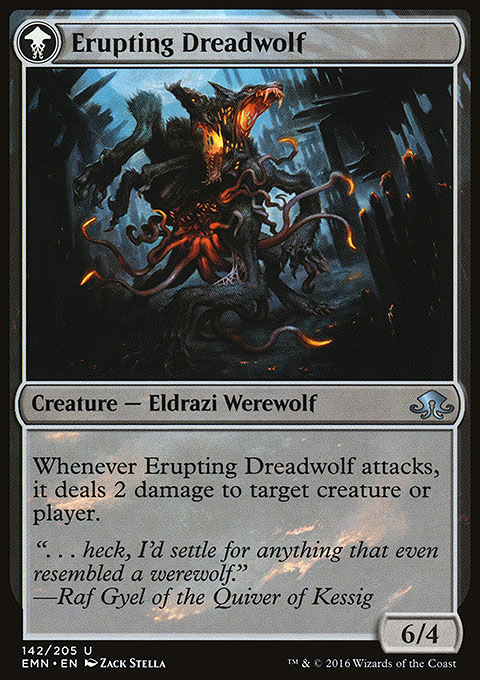 Erupting Dreadwolf
Creature — Eldrazi Werewolf
Whenever Erupting Dreadwolf attacks,
it deals 2 damage to target creature or
player.
“. . . heck, I’d settle for anything that even
resembled a werewolf.”
—Raf Gyel of the Quiver of Kessig
6/4
142/205 U
EMN • EN Zack Stella
™ & © 2016 Wizards of the Coast